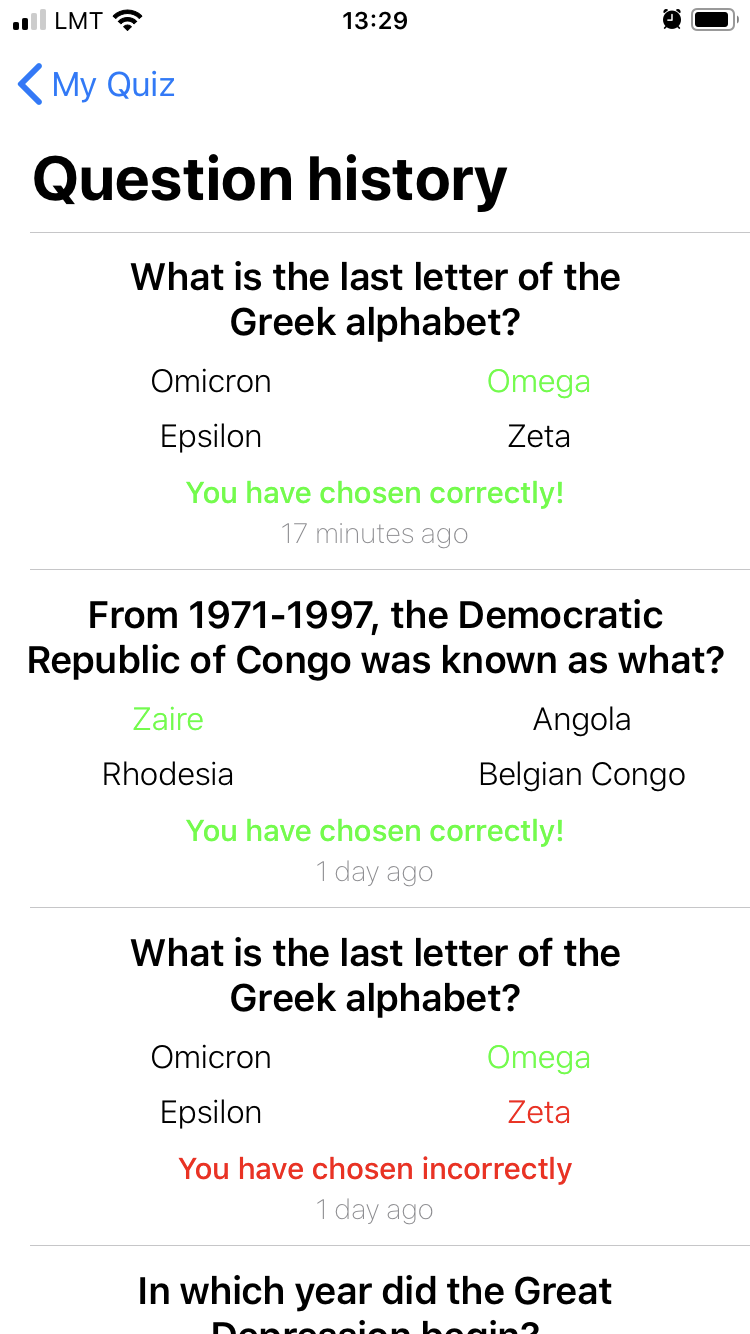 LMT 13:29
My Quiz
Question history
What is the last letter of the
Greek alphabet?
Omicron Omega
Epsilon Zeta
You have chosen correctly!
17 minutes ago
From 1971-1997, the Democratic
Republic of Congo was known as what?
Zaire Angola
Rhodesia Belgian Congo
You have chosen correctly!
1 day ago
What is the last letter of the
Greek alphabet?
Omicron Omega
Epsilon Zeta
You have chosen incorrectly
1 day ago
In which year did the Great
Depression begin?